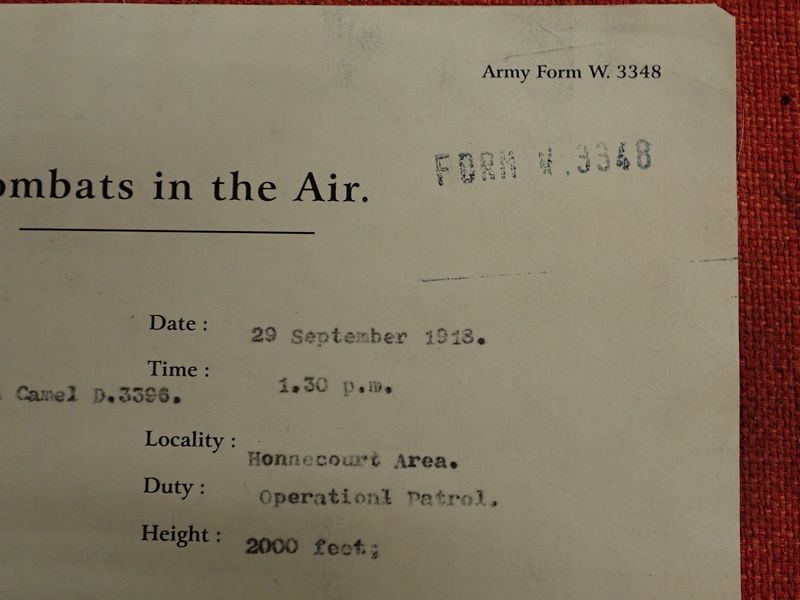 Army Form W. 3348
FORM W.3348
ombats in the Air.
Date :
29 September 1918.
Time :
1.30 p.m.
Camel D.3396.
Locality :
Honnecourt Area.
Duty :
Operationl Patrol.
Height :
2000 feet;